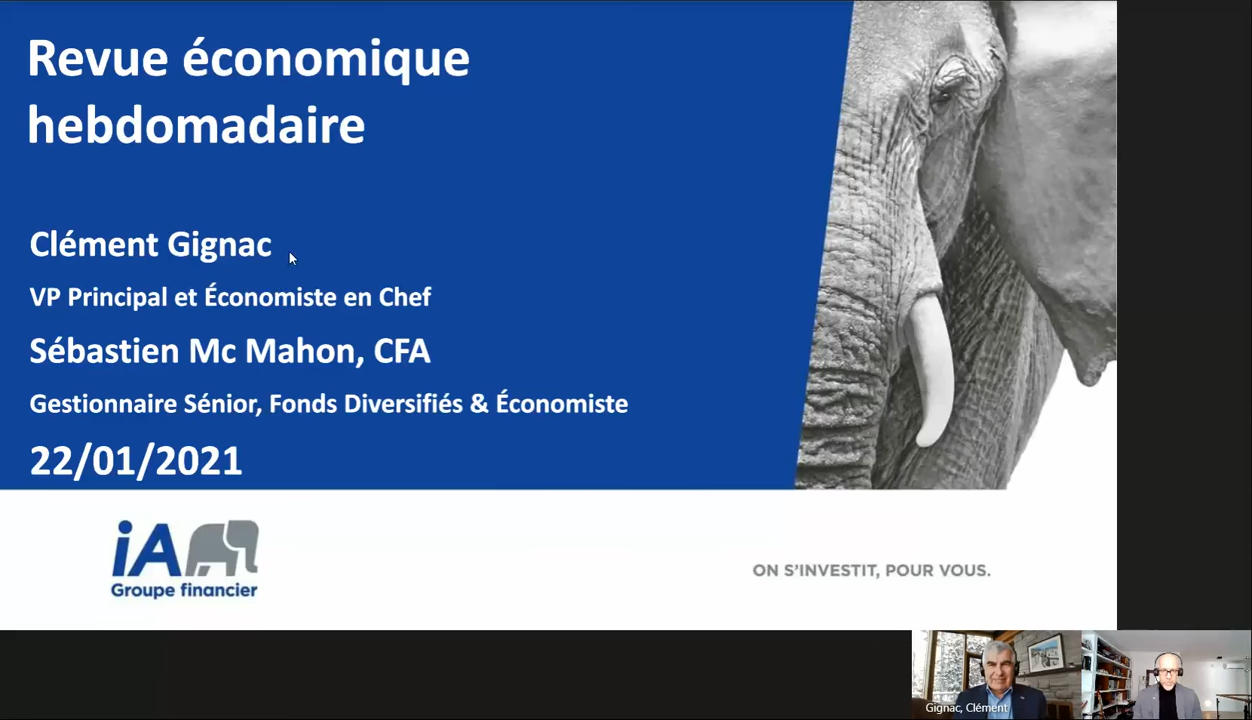 Revue économique
hebdomadaire
Clément Gignac
VP Principal et Économiste en Chef
Sébastien Mc Mahon, CFA
Gestionnaire Sénior, Fonds Diversifiés & Économiste
22/01/2021
iA
Groupe financier
ON S'INVESTIT, POUR VOUS.
Gignac, Clément